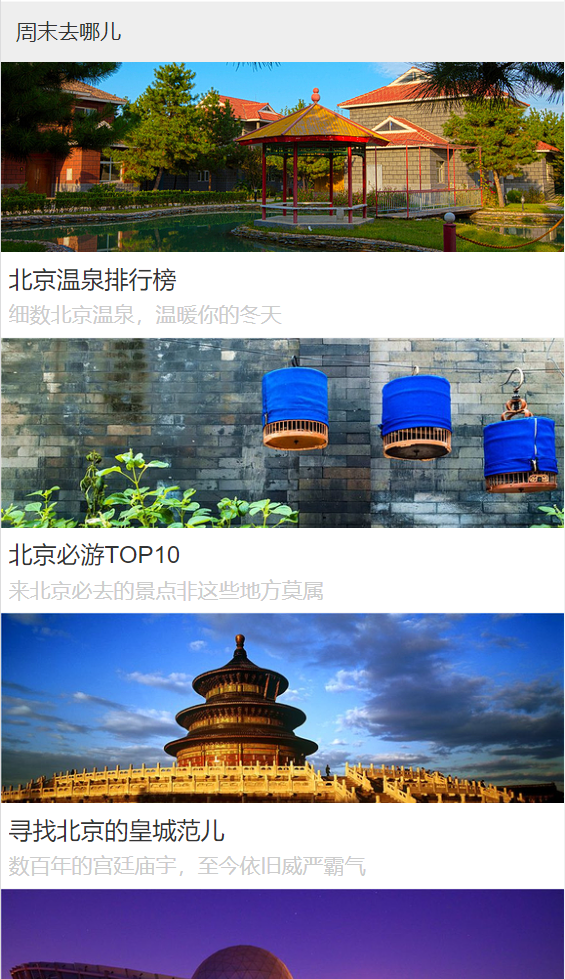 周末去哪儿
北京温泉排行榜
细数北京温泉，温暖你的冬天
北京必游TOP10
来北京必去的景点非这些地方莫属
寻找北京的皇城范儿
数百年的宫廷庙宇，至今依旧威严霸气